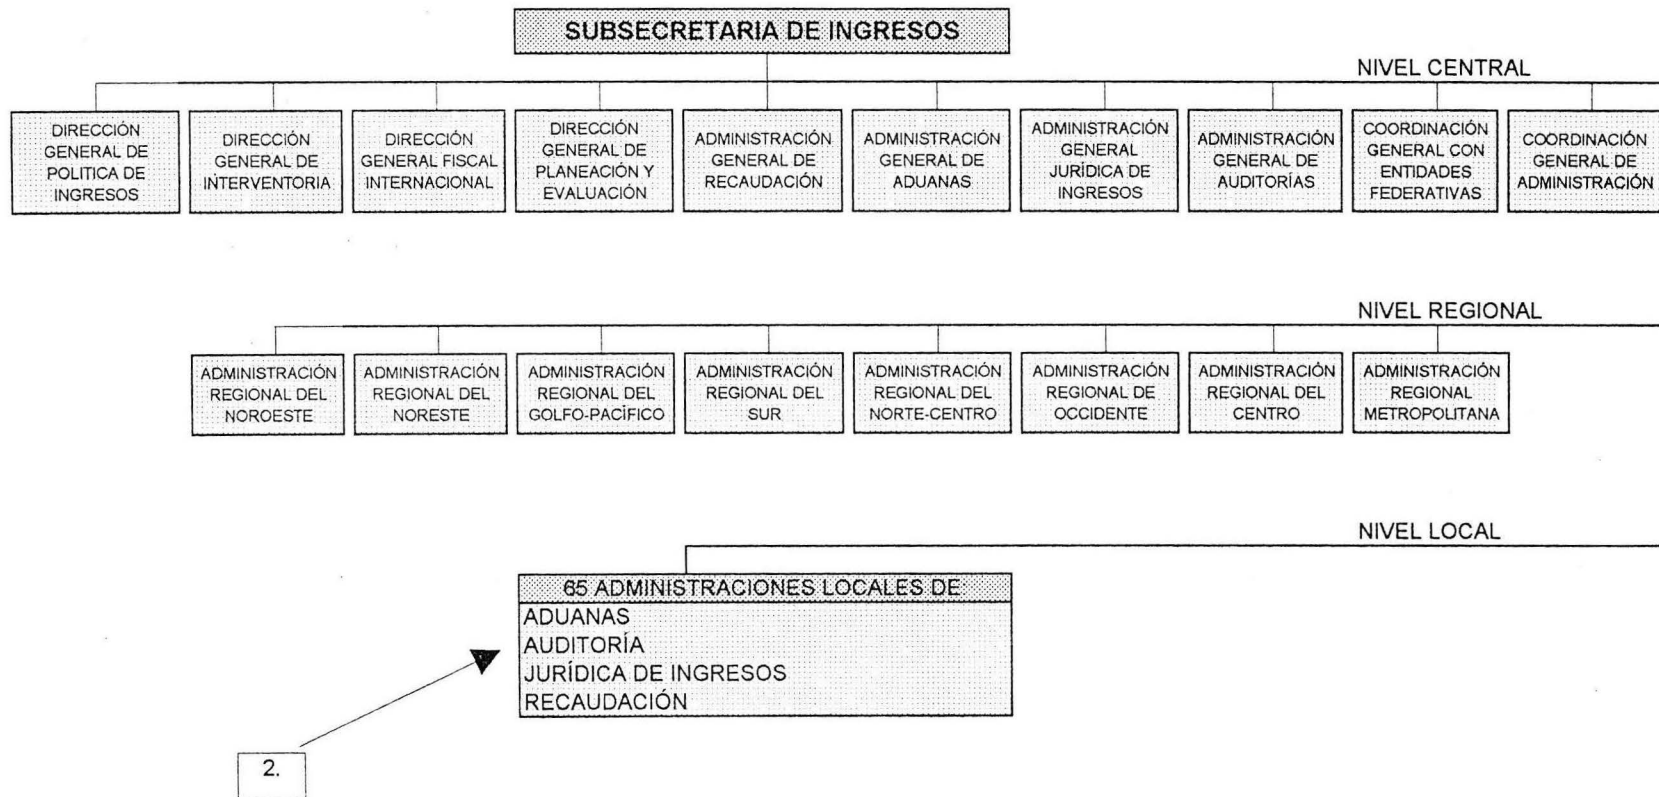 SUBSECRETARIA DE INGRESOS
NIVEL CENTRAL
DIRECCIÓN
GENERAL DE
POLITICA DE
INGRESOS
DIRECCIÓN
GENERAL DE
INTERVENTORIA
DIRECCIÓN
GENERAL FISCAL
INTERNACIONAL
DIRECCIÓN
GENERAL DE
PLANEACIÓN Y
EVALUACIÓN
ADMINISTRACIÓN
GENERAL DE
RECAUDACIÓN
ADMINISTRACIÓN
GENERAL DE
ADUANAS
ADMINISTRACIÓN
GENERAL
JURÍDICA DE
INGRESOS
ADMINISTRACIÓN
GENERAL DE
AUDITORÍAS
COORDINACIÓN
GENERAL CON
ENTIDADES
FEDERATIVAS
COORDINACIÓN
GENERAL DE
ADMINISTRACIÓN
NIVEL REGIONAL
ADMINISTRACIÓN
REGIONAL DEL
NOROESTE
ADMINISTRACIÓN
REGIONAL DEL
NORESTE
ADMINISTRACIÓN
REGIONAL DEL
GOLFO-PACÍFICO
ADMINISTRACIÓN
REGIONAL DEL
SUR
ADMINISTRACIÓN
REGIONAL DEL
NORTE-CENTRO
ADMINISTRACIÓN
REGIONAL DE
OCCIDENTE
ADMINISTRACIÓN
REGIONAL DEL
CENTRO
ADMINISTRACIÓN
REGIONAL
METROPOLITANA
NIVEL LOCAL
65 ADMINISTRACIONES LOCALES DE
ADUANAS
AUDITORÍA
JURÍDICA DE INGRESOS
RECAUDACIÓN
2.